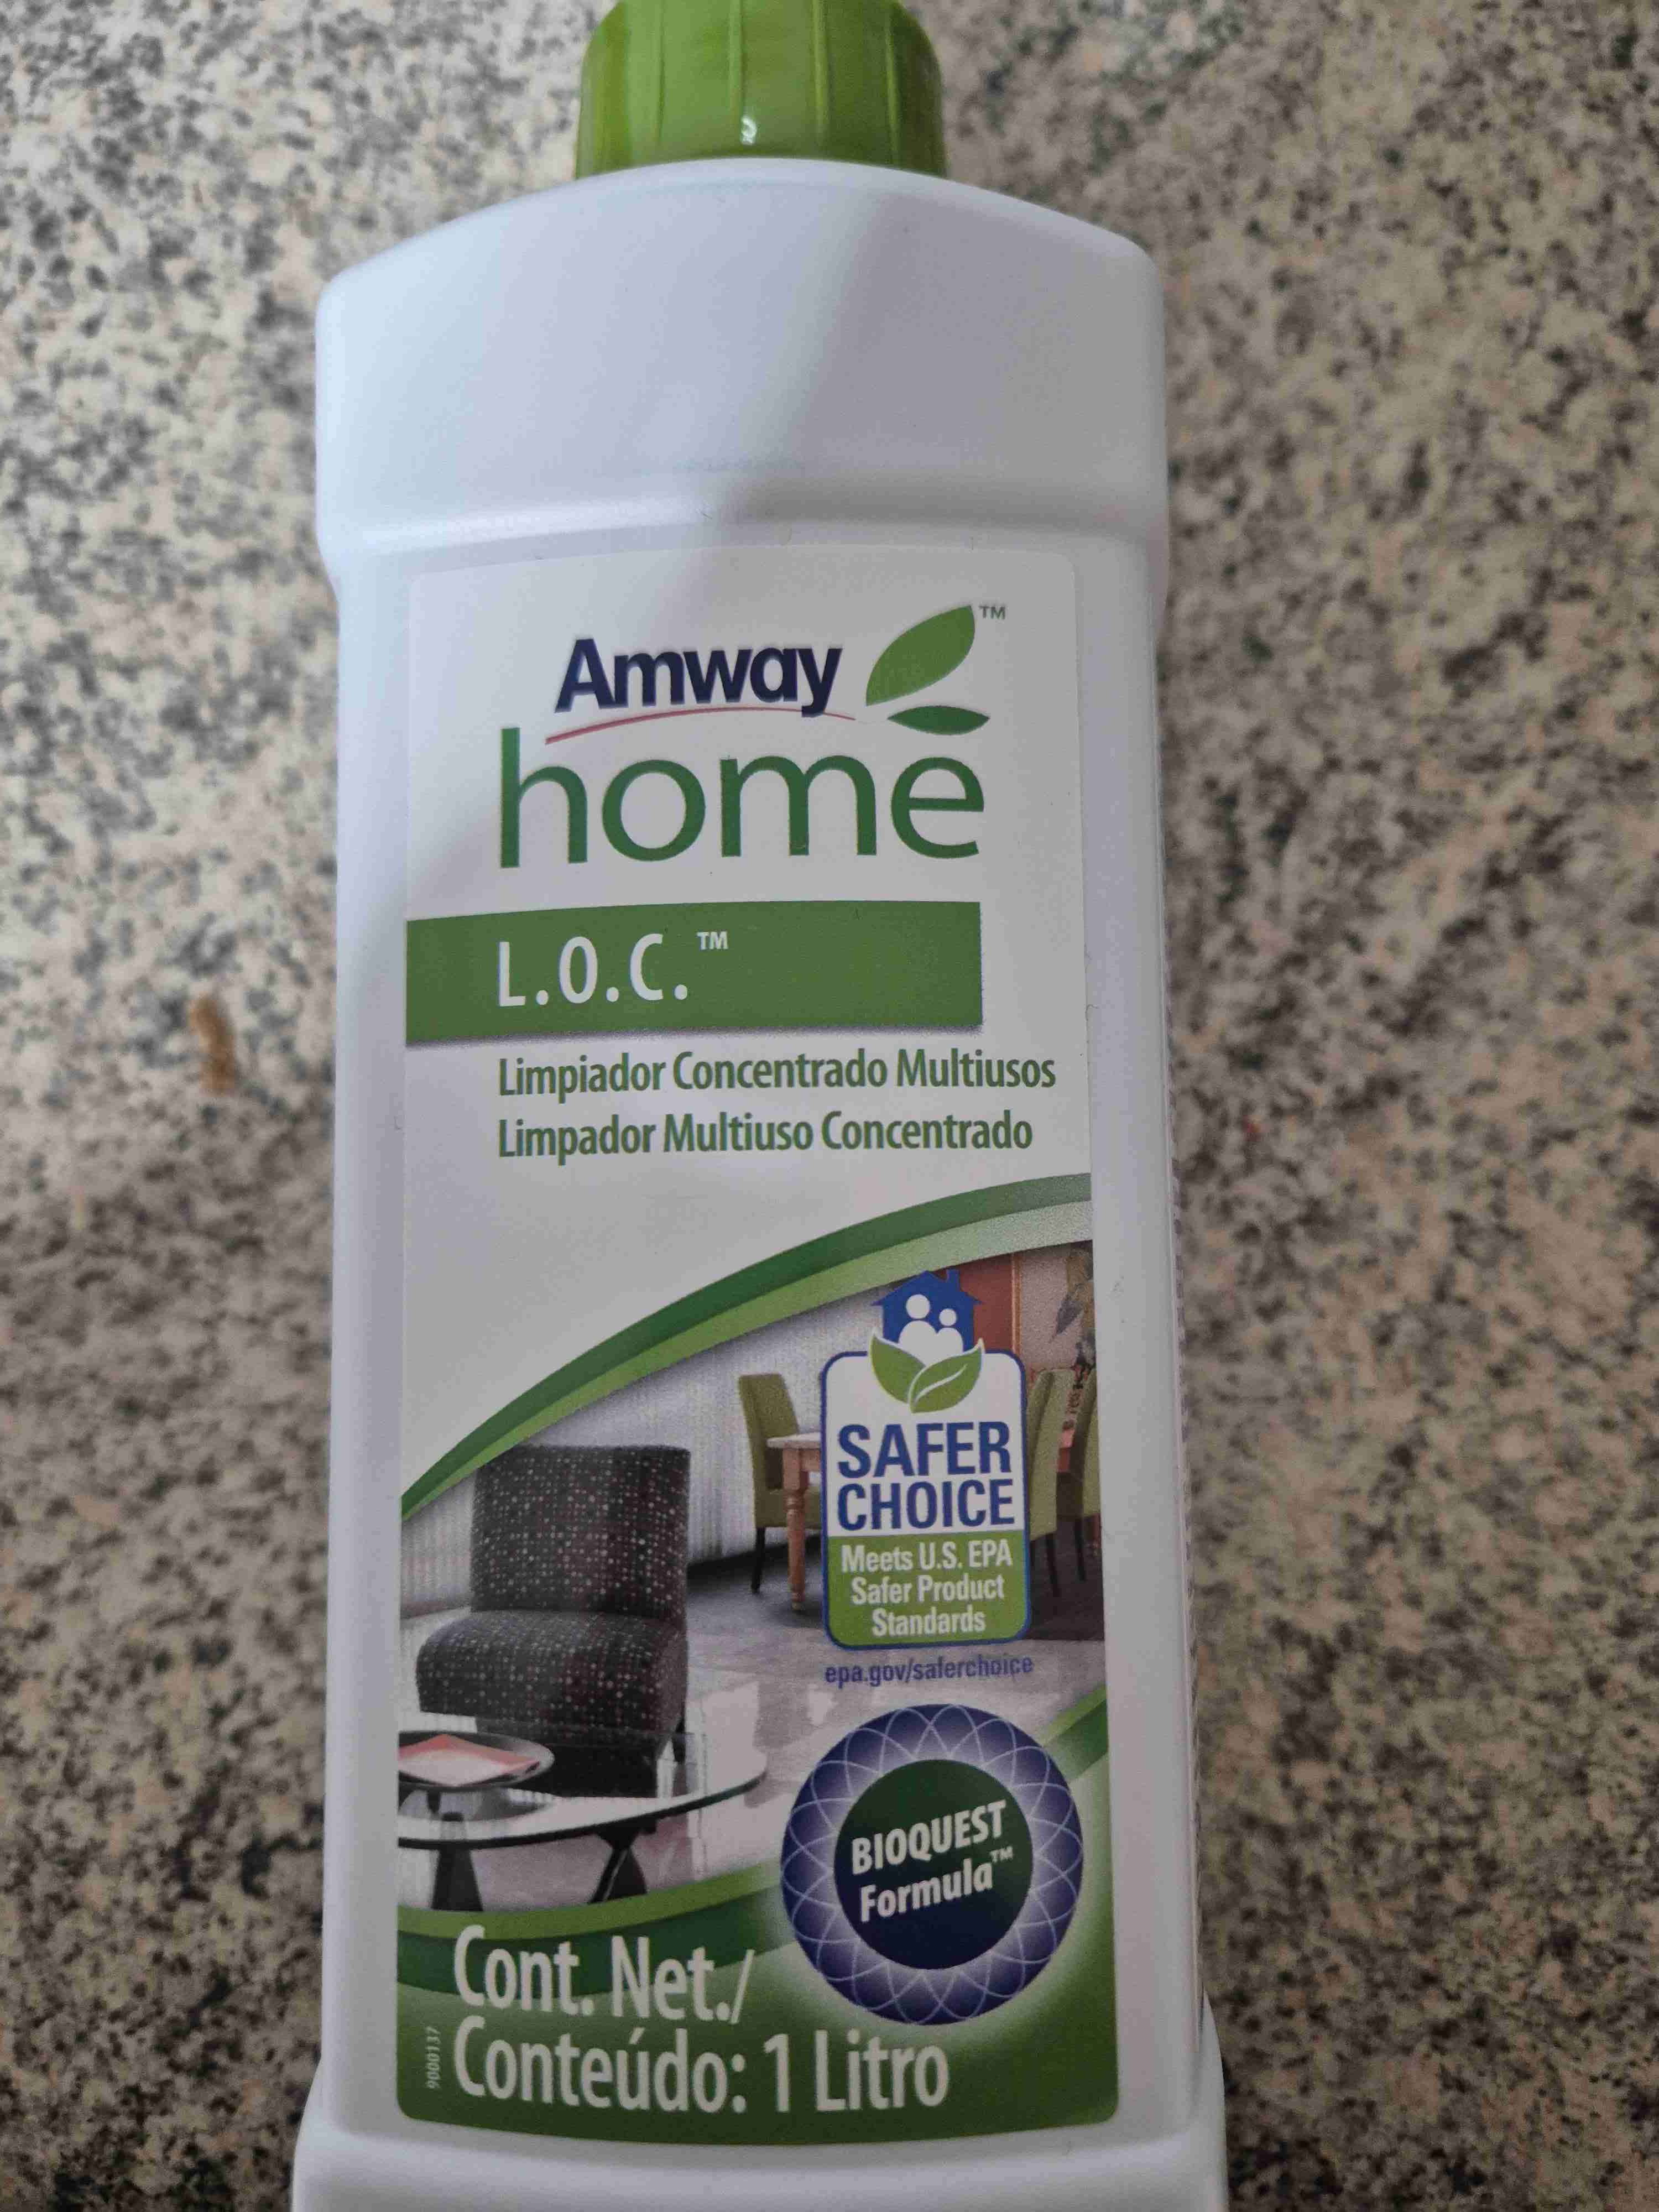 Amway™
home
L.O.C.™
Limpiador Concentrado Multiusos
Limpador Multiuso Concentrado
SAFER
CHOICE
Meets U.S. EPA
Safer Product
Standards
epa.gov/saferchoice
BIOQUEST
Formula™
Cont. Net./
Conteúdo: 1 Litro
9000137